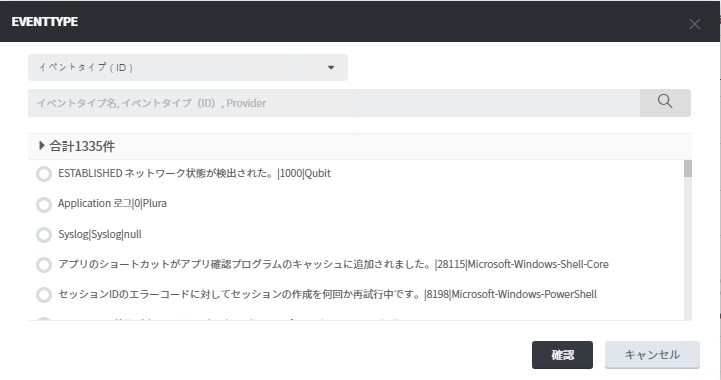 EVENTTYPE
イベントタイプ ( ID )
イベントタイプ名, イベントタイプ（ID）, Provider
合計1335件
ESTABLISHED ネットワーク状態が検出された。|1000|Qubit
Application 로그|0|Plura
Syslog|Syslog|null
アプリのショートカットがアプリ確認プログラムのキャッシュに追加されました。|28115|Microsoft-Windows-Shell-Core
セッションIDのエラーコードに対してセッションの作成を何回か再試行中です。|8198|Microsoft-Windows-PowerShell
確認 キャンセル